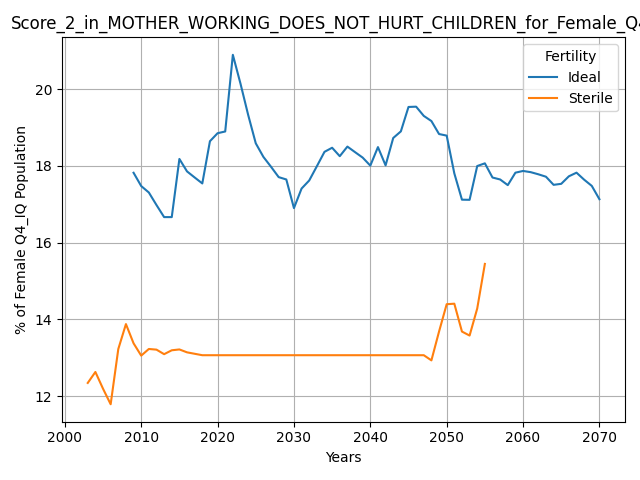 Score_2_in_MOTHER_WORKING_DOES_NOT_HURT_CHILDREN_for_Female_Q4
Fertility
Ideal
Sterile
% of Female Q4_IQ Population
20
18
16
14
12
2000 2010 2020 2030 2040 2050 2060 2070
Years